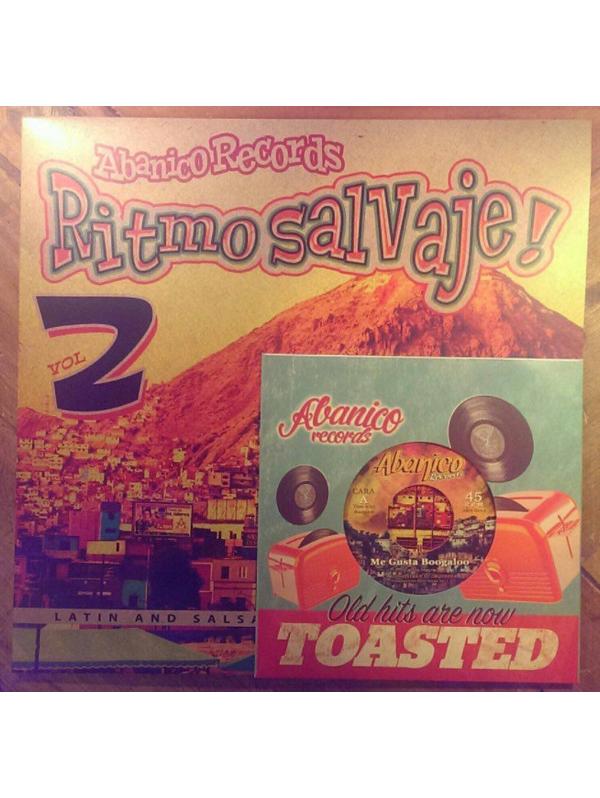 Abanico Records
Ritmo salvaje!
VOL
2
LATIN AND SALSA
Abanico
records
Abanico
Records
CARA
A
45
Me Gusta Boogaloo
Old hits are now
TOASTED